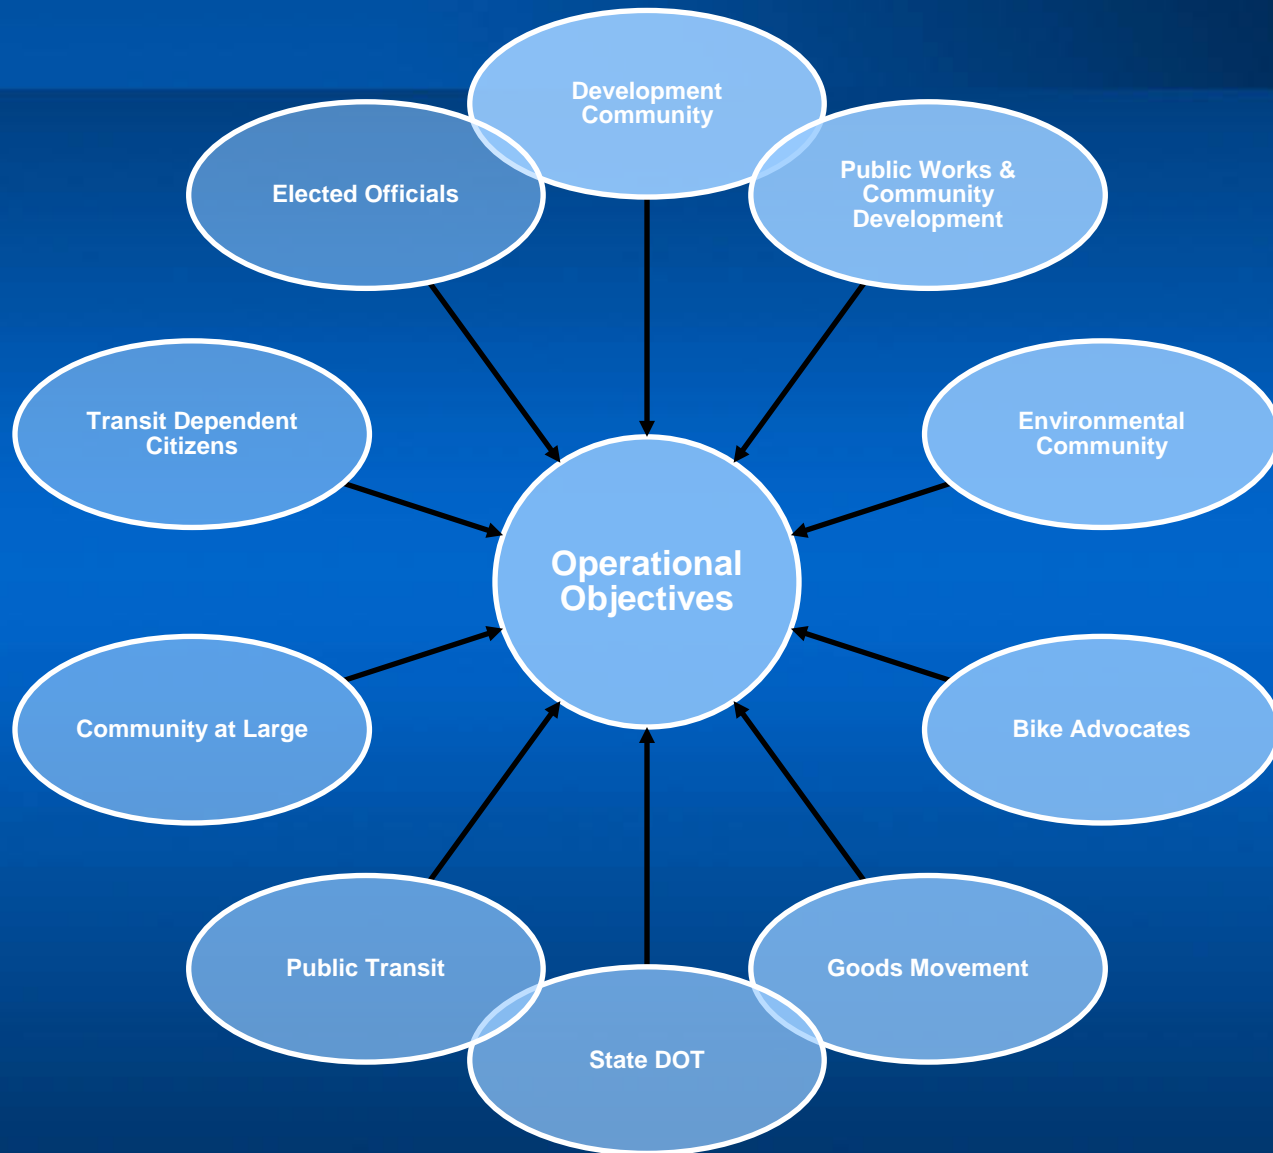 Development
Community
Elected Officials
Public Works &
Community
Development
Transit Dependent
Citizens
Environmental
Community
Operational
Objectives
Community at Large
Bike Advocates
Public Transit
Goods Movement
State DOT